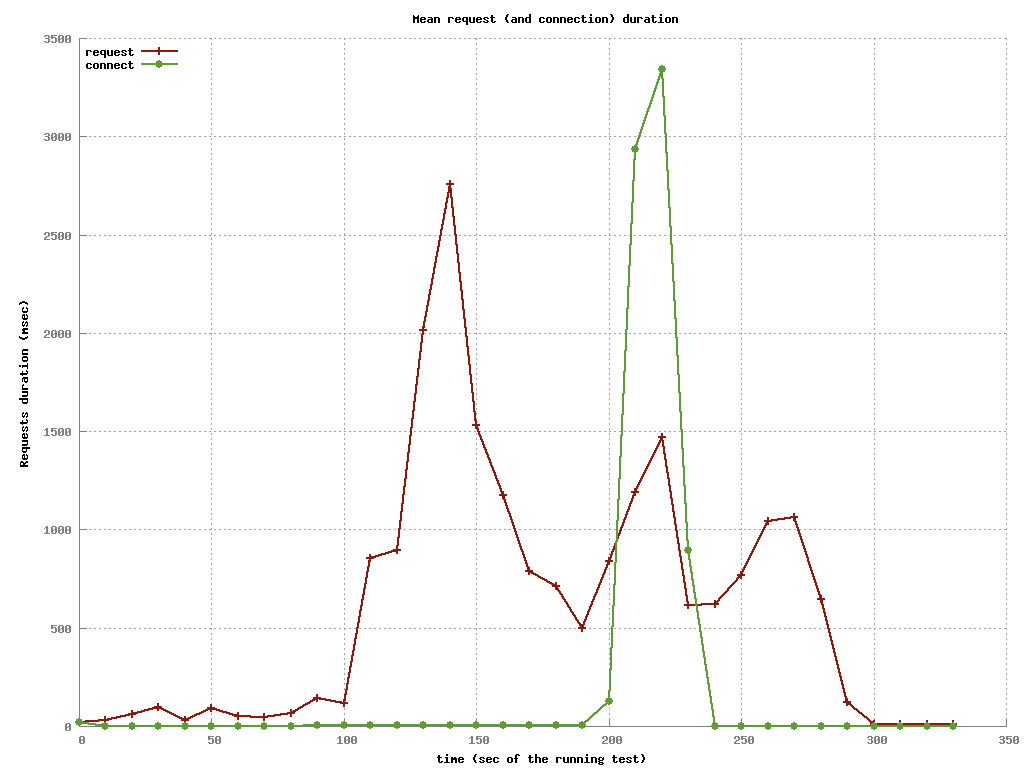 Mean request (and connection) duration
request
connect
3500
3000
2500
2000
1500
1000
500
0
Requests duration (msec)
0 50 100 150 200 250 300 350
time (sec of the running test)